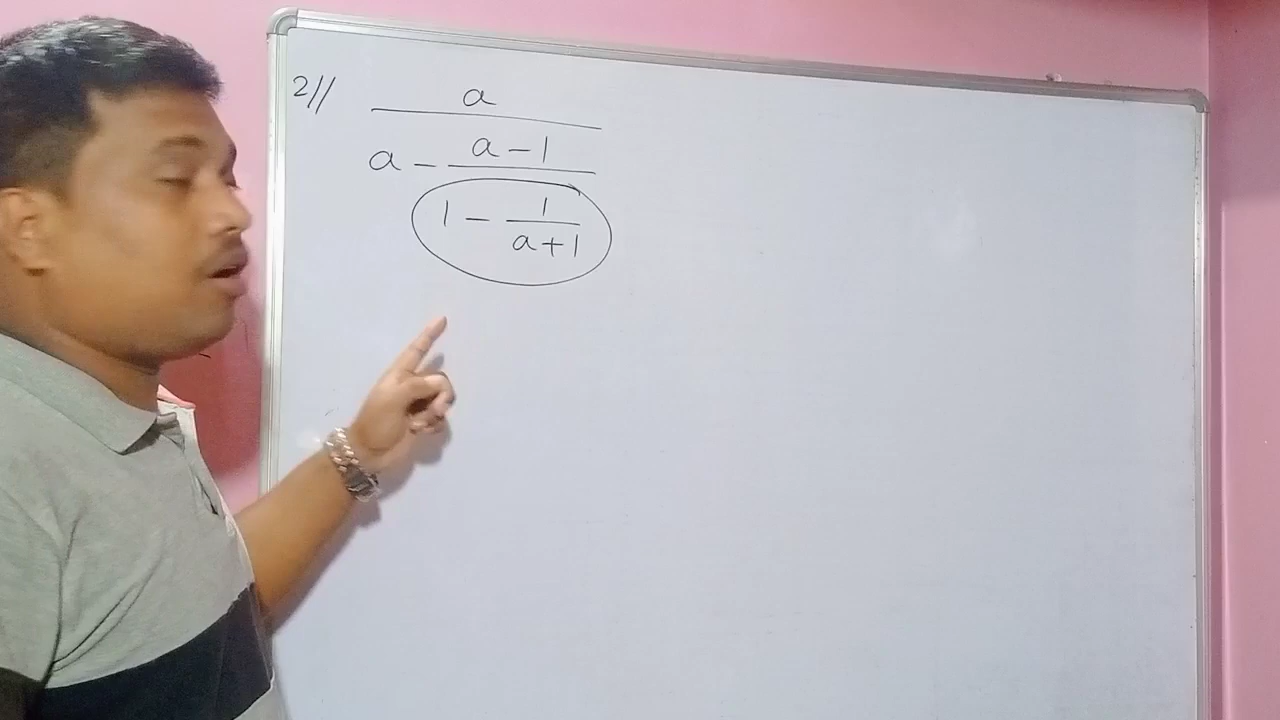 2// a
a - a - 1
1 - 1
a + 1